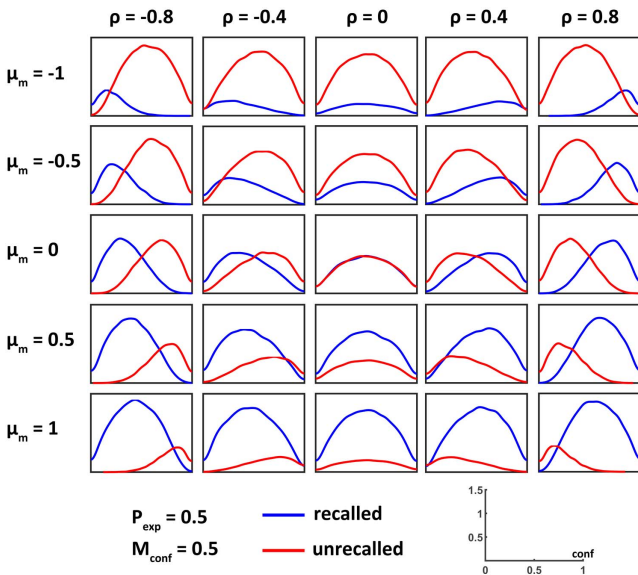 ρ = -0.8 ρ = -0.4 ρ = 0 ρ = 0.4 ρ = 0.8
μm = -1
μm = -0.5
μm = 0
μm = 0.5
μm = 1
Pexp = 0.5 recalled
Mconf = 0.5 unrecalled
1.5
1
0.5
conf
0 0.5 1